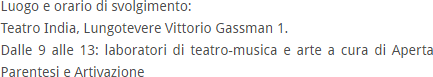 Luogo e orario di svolgimento:
Teatro India, Lungotevere Vittorio Gassman 1.
Dalle 9 alle 13: laboratori di teatro-musica e arte a cura di Aperta
Parentesi e Artivazione